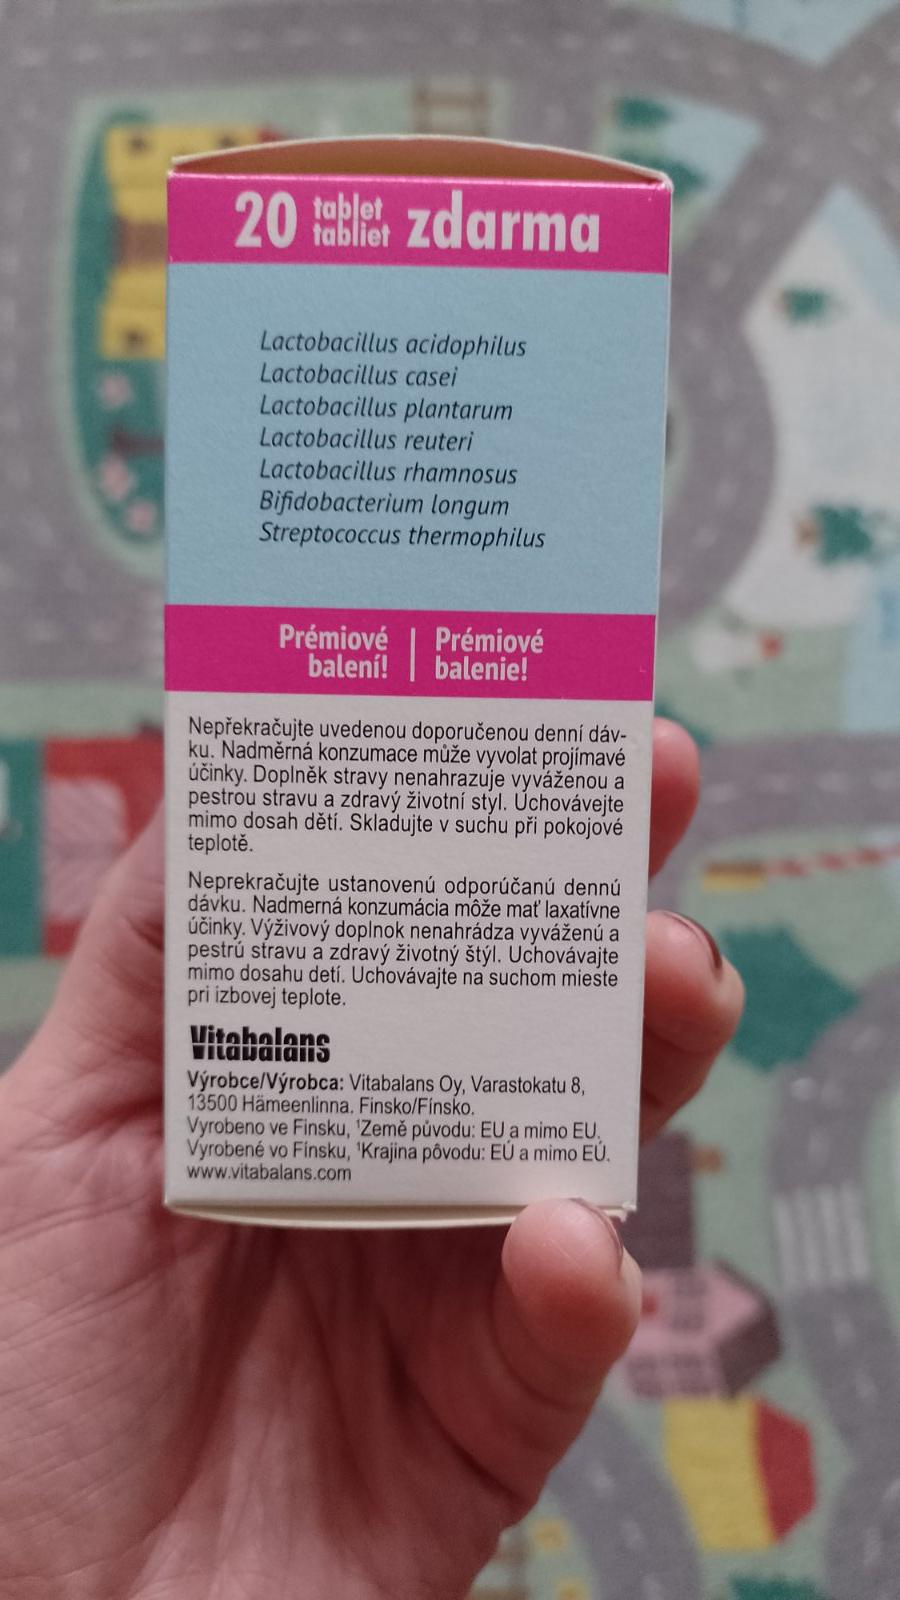 20 tablet tabliet zdarma
Lactobacillus acidophilus
Lactobacillus casei
Lactobacillus plantarum
Lactobacillus reuteri
Lactobacillus rhamnosus
Bifidobacterium longum
Streptococcus thermophilus
Prémiové
balení!
Prémiové
balenie!
Nepřekračujte uvedenou doporučenou denní dáv-
ku. Nadměrná konzumace může vyvolat projímavé
účinky. Doplněk stravy nenahrazuje vyváženou a
pestrou stravu a zdravý životní styl. Uchovávejte
mimo dosah dětí. Skladujte v suchu při pokojové
teplotě.
Neprekračujte ustanovenú odporúčanú dennú
dávku. Nadmerná konzumácia môže mať laxatívne
účinky. Výživový doplnok nenahrádza vyváženú a
pestrú stravu a zdravý životný štýl. Uchovávajte
mimo dosahu detí. Uchovávajte na suchom mieste
pri izbovej teplote.
Vitabalans
Výrobce/Výrobca: Vitabalans Oy, Varastokatu 8,
13500 Hämeenlinna. Finsko/Fínsko.
Vyrobeno ve Finsku, ¹Země původu: EU a mimo EU.
Vyrobené vo Fínsku, ¹Krajina pôvodu: EÚ a mimo EÚ.
www.vitabalans.com